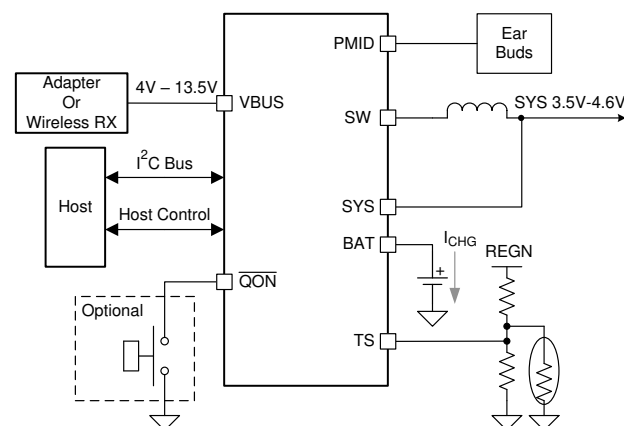 PMID
Ear
Buds
Adapter
Or
Wireless RX
4V – 13.5V
VBUS
SW
SYS 3.5V-4.6V
I²C Bus
Host
Host Control
SYS
BAT
I_CHG
+
REGN
QON
Optional
TS